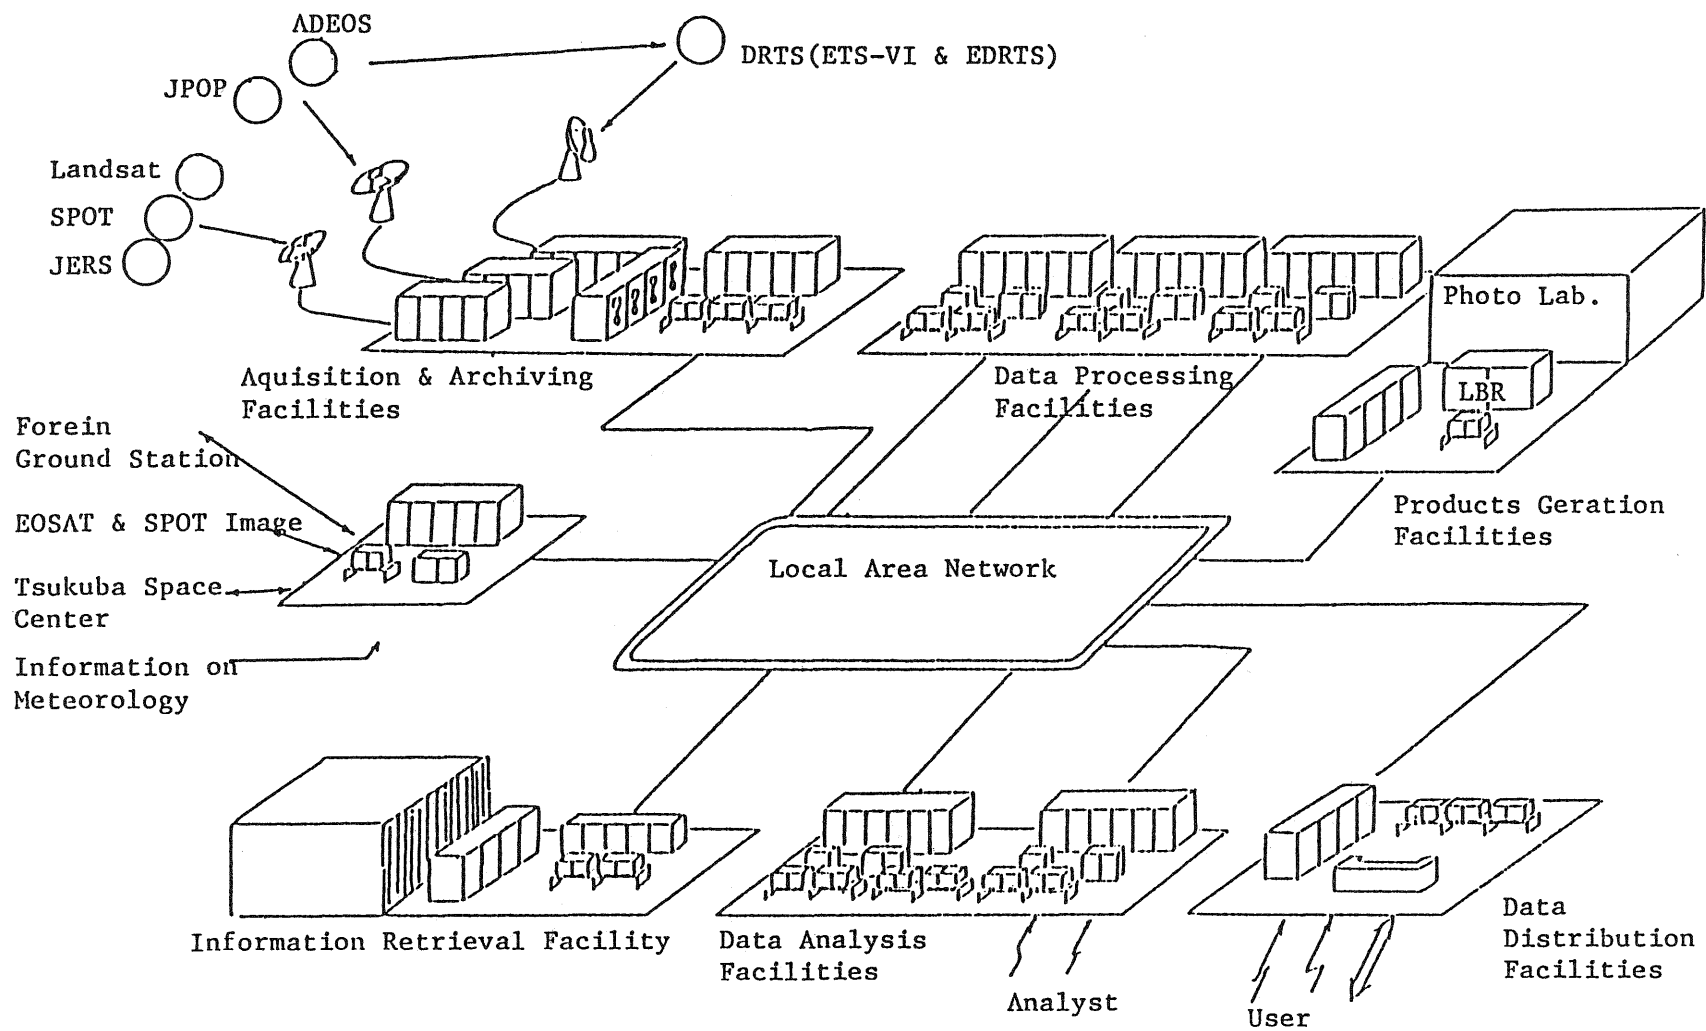 ADEOS
DRTS(ETS-VI & EDRTS)
JPOP
Landsat
SPOT
JERS
Photo Lab.
Aquisition & Archiving
Facilities
Data Processing
Facilities
LBR
Forein
Ground Station
EOSAT & SPOT Image
Products Geration
Facilities
Tsukuba Space
Center
Local Area Network
Information on
Meteorology
Information Retrieval Facility
Data Analysis
Facilities
Data
Distribution
Facilities
Analyst
User